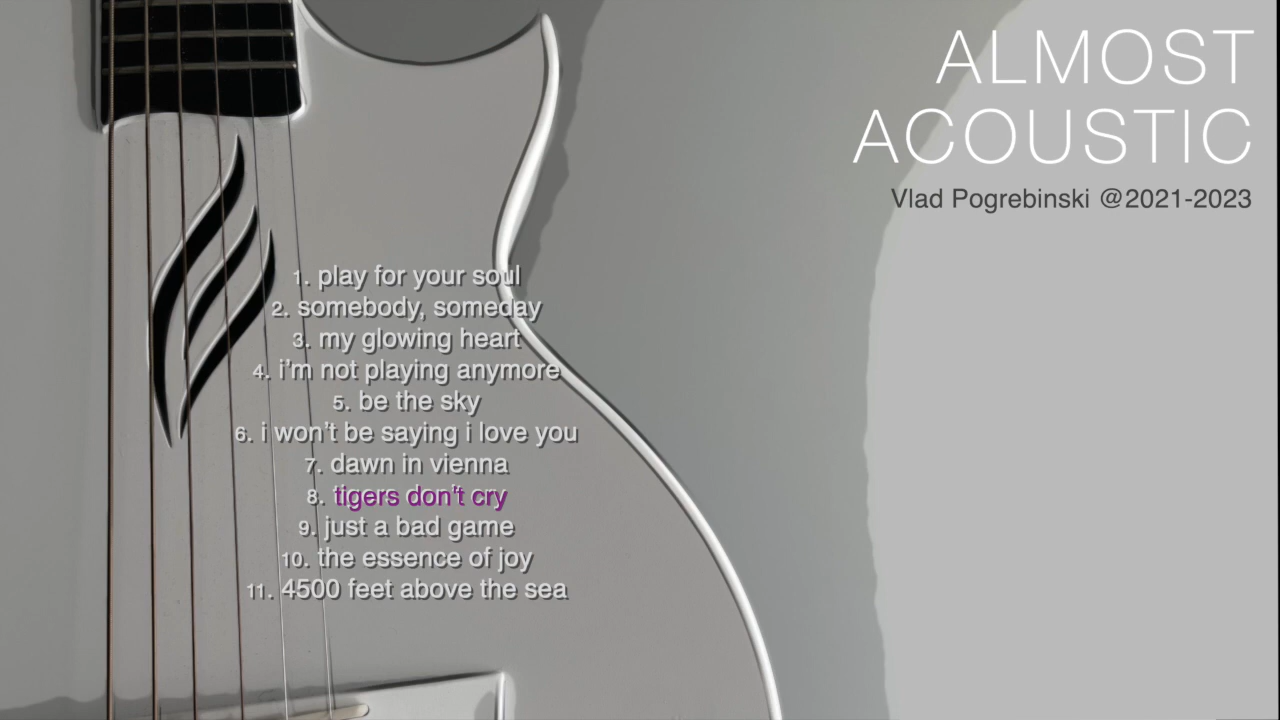 ALMOST
ACOUSTIC
Vlad Pogrebinski @2021-2023
1. play for your soul
2. somebody, someday
3. my glowing heart
4. i'm not playing anymore
5. be the sky
6. i won't be saying i love you
7. dawn in vienna
8. tigers don't cry
9. just a bad game
10. the essence of joy
11. 4500 feet above the sea